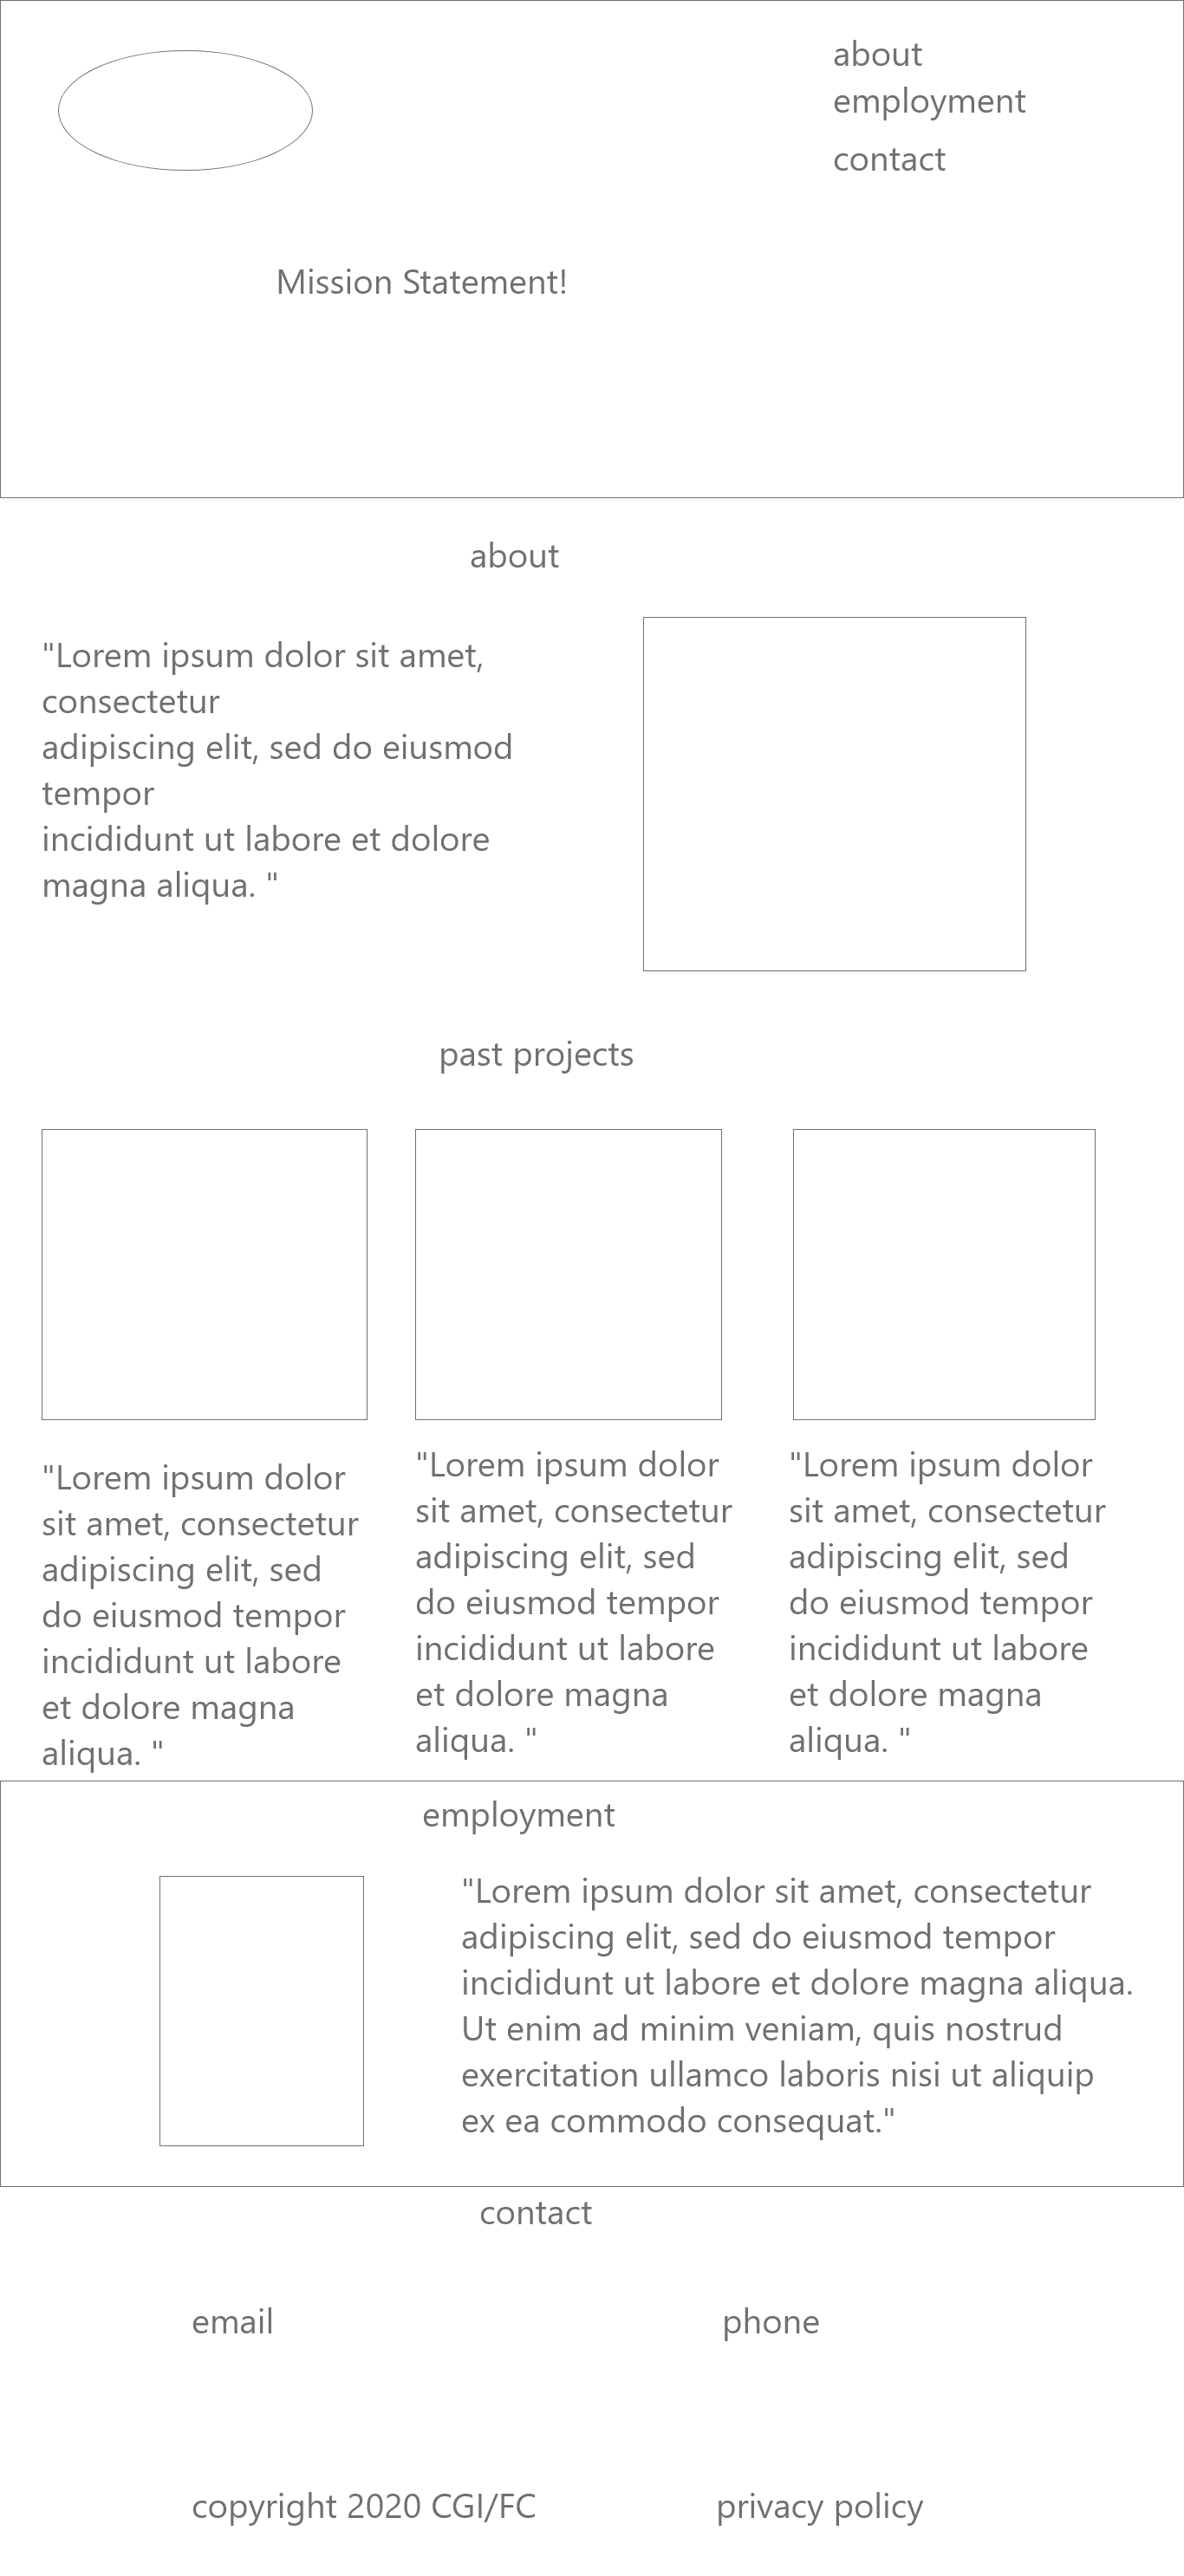 about
employment
contact
Mission Statement!
about
"Lorem ipsum dolor sit amet,
consectetur
adipiscing elit, sed do eiusmod
tempor
incididunt ut labore et dolore
magna aliqua. "
past projects
"Lorem ipsum dolor
sit amet, consectetur
adipiscing elit, sed
do eiusmod tempor
incididunt ut labore
et dolore magna
aliqua. "
"Lorem ipsum dolor
sit amet, consectetur
adipiscing elit, sed
do eiusmod tempor
incididunt ut labore
et dolore magna
aliqua. "
"Lorem ipsum dolor
sit amet, consectetur
adipiscing elit, sed
do eiusmod tempor
incididunt ut labore
et dolore magna
aliqua. "
employment
"Lorem ipsum dolor sit amet, consectetur
adipiscing elit, sed do eiusmod tempor
incididunt ut labore et dolore magna aliqua.
Ut enim ad minim veniam, quis nostrud
exercitation ullamco laboris nisi ut aliquip
ex ea commodo consequat."
contact
email
phone
copyright 2020 CGI/FC
privacy policy